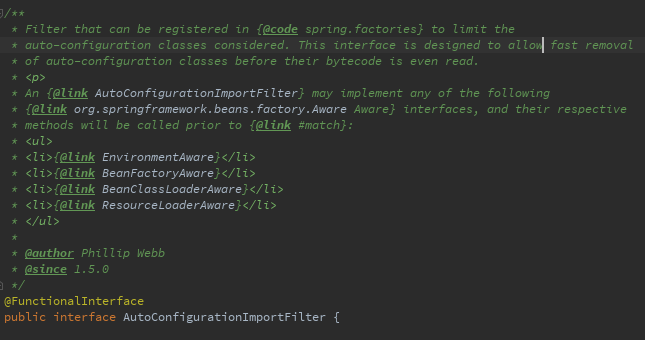 /**
* Filter that can be registered in {@code spring.factories} to limit the
* auto-configuration classes considered. This interface is designed to allow fast removal
* of auto-configuration classes before their bytecode is even read.
* <p>
* An {@link AutoConfigurationImportFilter} may implement any of the following
* {@link org.springframework.beans.factory.Aware Aware} interfaces, and their respective
* methods will be called prior to {@link #match}:
* <ul>
* <li>{@link EnvironmentAware}</li>
* <li>{@link BeanFactoryAware}</li>
* <li>{@link BeanClassLoaderAware}</li>
* <li>{@link ResourceLoaderAware}</li>
* </ul>
*
* @author Phillip Webb
* @since 1.5.0
*/
@FunctionalInterface
public interface AutoConfigurationImportFilter {